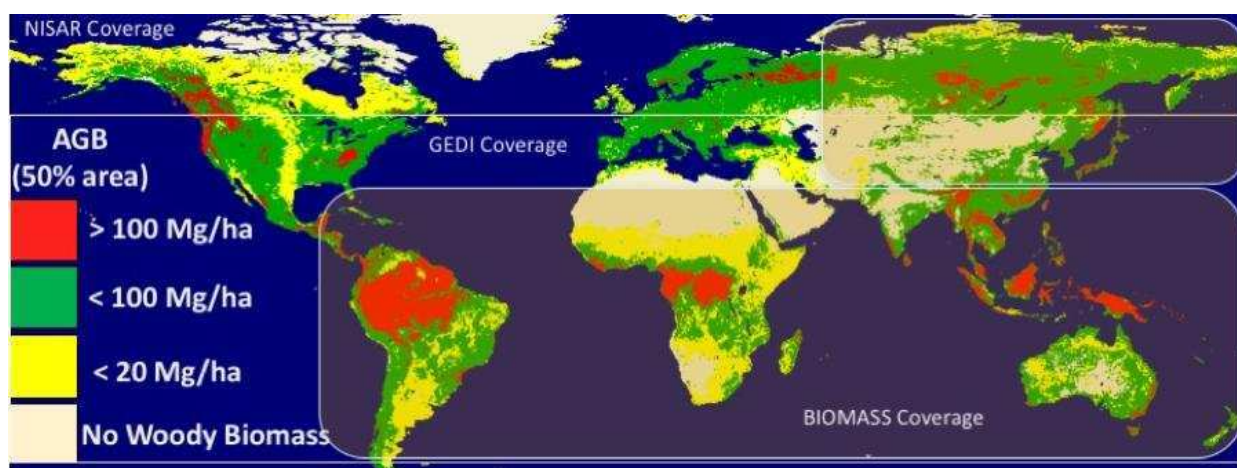 NISAR Coverage
GEDI Coverage
AGB
(50% area)
> 100 Mg/ha
< 100 Mg/ha
< 20 Mg/ha
No Woody Biomass
BIOMASS Coverage